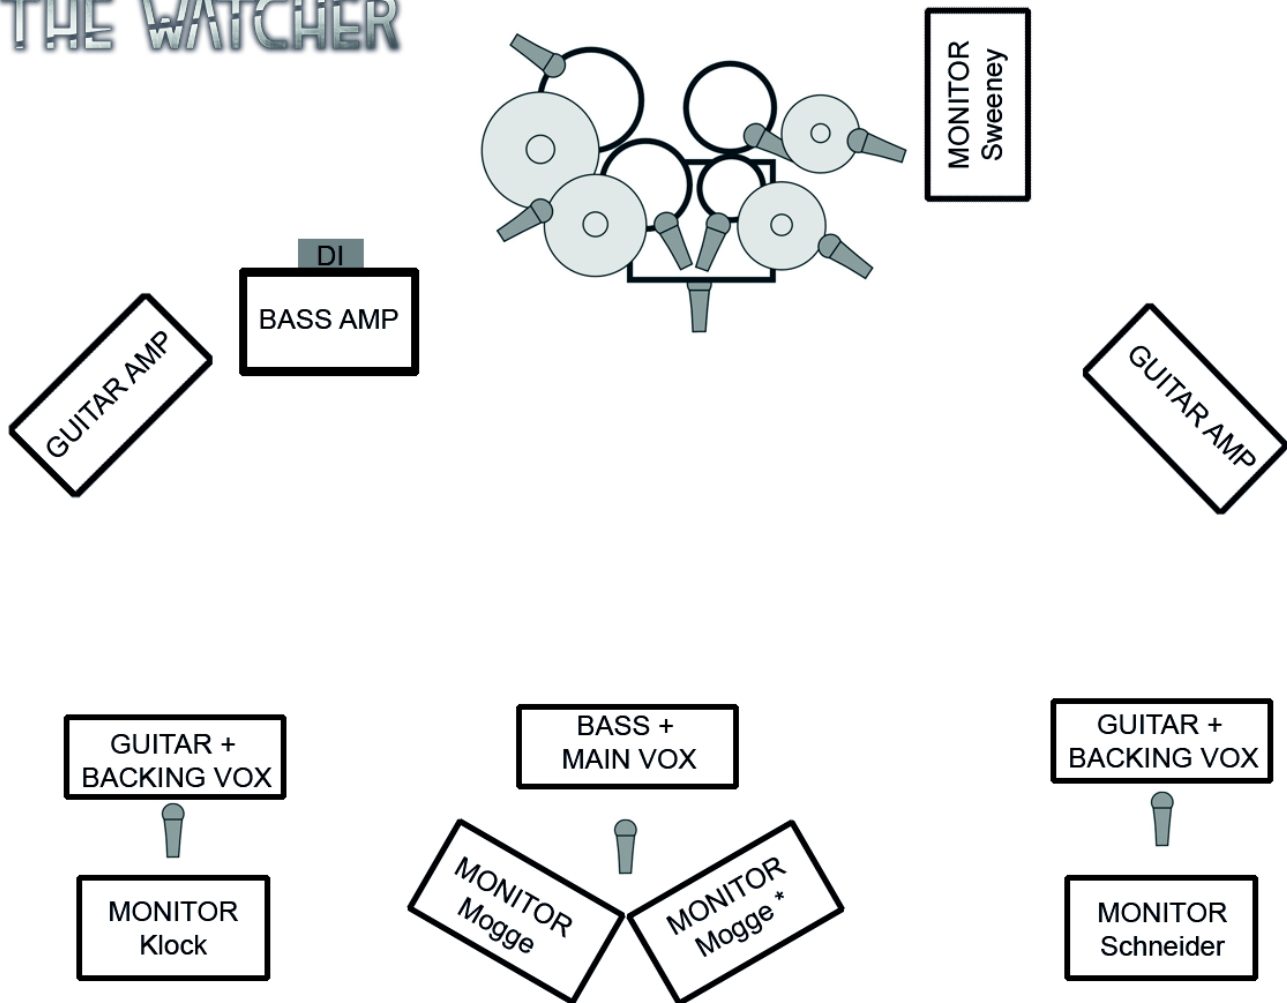 THE WATCHER
MONITOR
Sweeney
DI
BASS AMP
GUITAR AMP
GUITAR AMP
GUITAR +
BACKING VOX
BASS +
MAIN VOX
GUITAR +
BACKING VOX
MONITOR
Klock
MONITOR
Mogge
MONITOR
Mogge *
MONITOR
Schneider